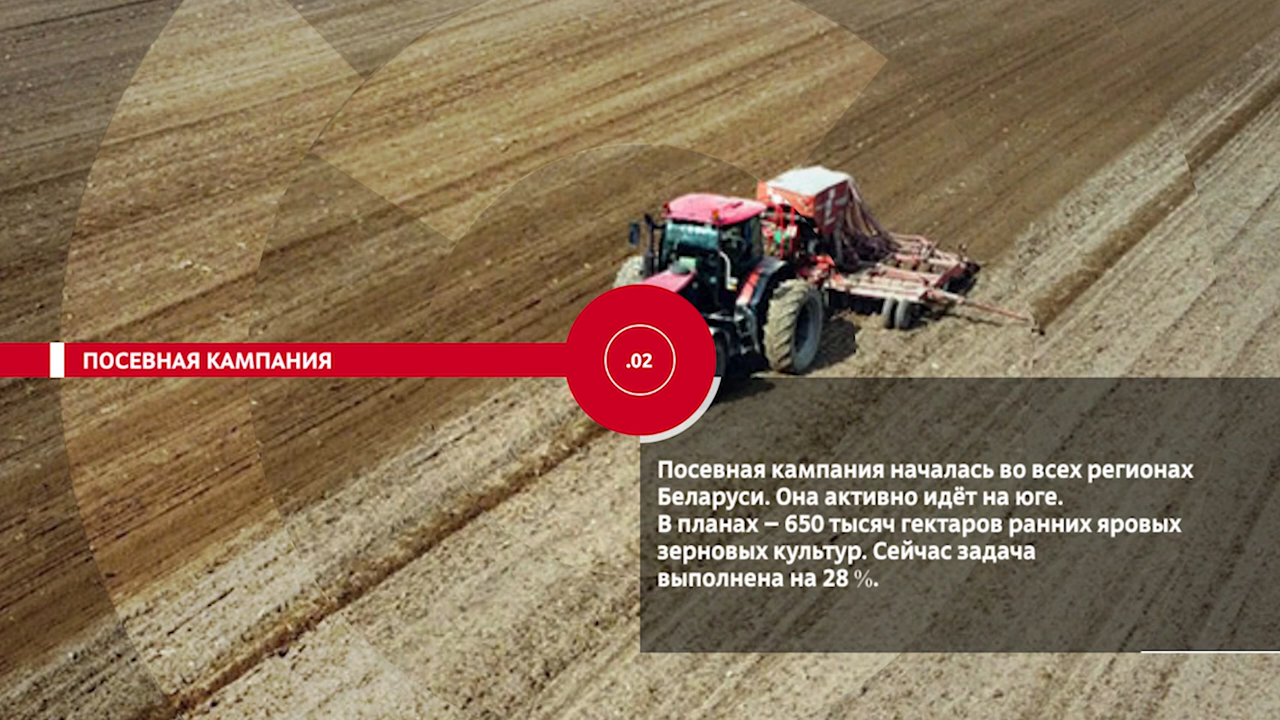 ПОСЕВНАЯ КАМПАНИЯ
.02
Посевная кампания началась во всех регионах
Беларуси. Она активно идёт на юге.
В планах – 650 тысяч гектаров ранних яровых
зерновых культур. Сейчас задача
выполнена на 28 %.